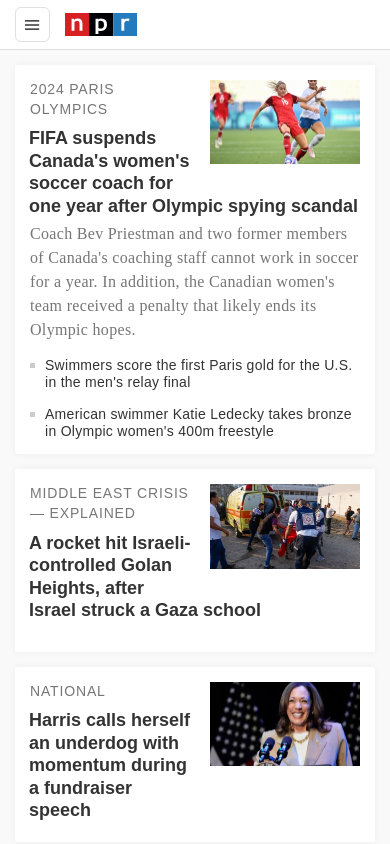 npr
2024 PARIS
OLYMPICS
FIFA suspends
Canada's women's
soccer coach for
one year after Olympic spying scandal
Coach Bev Priestman and two former members
of Canada's coaching staff cannot work in soccer
for a year. In addition, the Canadian women's
team received a penalty that likely ends its
Olympic hopes.
Swimmers score the first Paris gold for the U.S.
in the men's relay final
American swimmer Katie Ledecky takes bronze
in Olympic women's 400m freestyle
MIDDLE EAST CRISIS
— EXPLAINED
A rocket hit Israeli-
controlled Golan
Heights, after
Israel struck a Gaza school
NATIONAL
Harris calls herself
an underdog with
momentum during
a fundraiser
speech